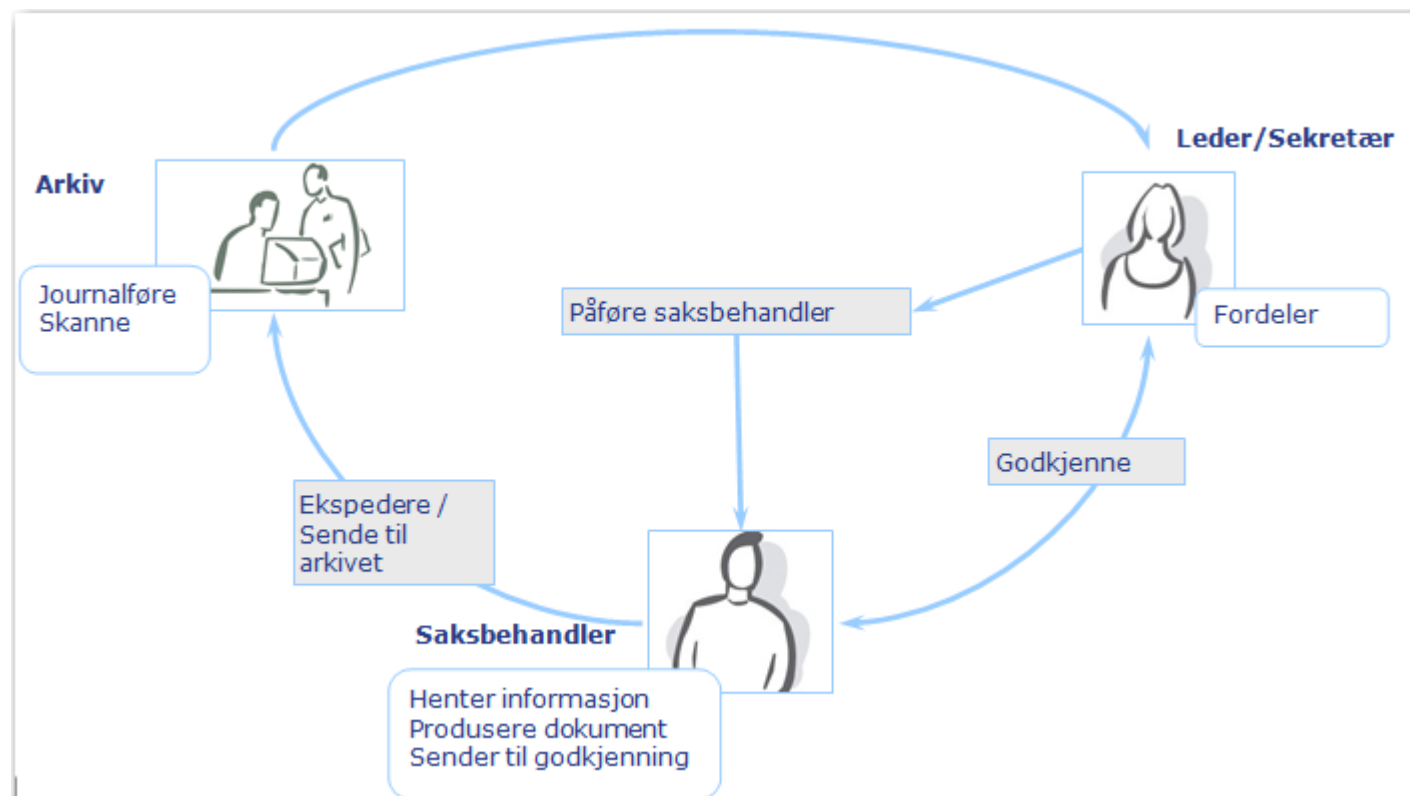 Leder/Sekretær
Arkiv
Journalføre
Skanne
Påføre saksbehandler
Fordeler
Godkjenne
Ekspedere /
Sende til
arkivet
Saksbehandler
Henter informasjon
Produsere dokument
Sender til godkjenning